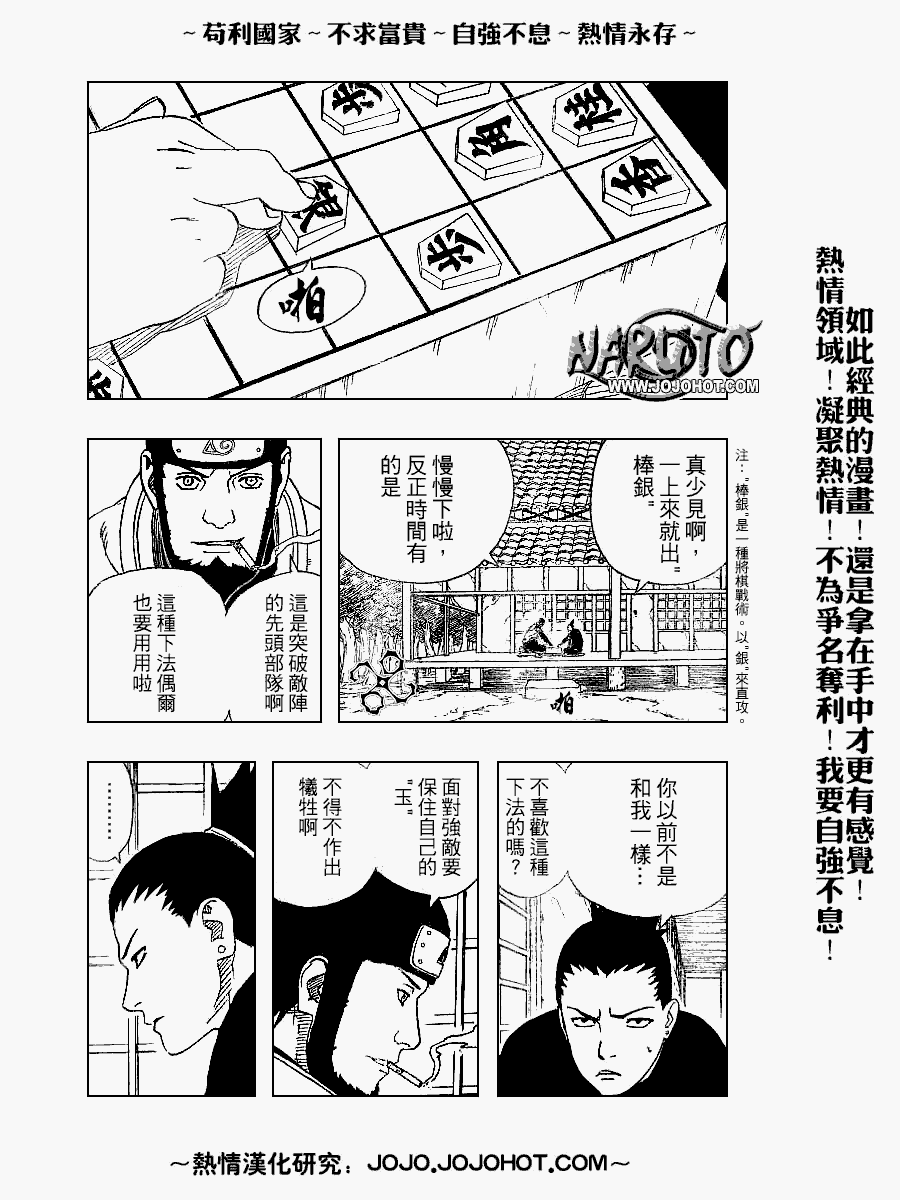 ～苟利國家～不求富貴～自強不息～熱情永存～
步
角
桂
香
銀
步
啪
步
NARUTO
WWW.JOJOHOT.COM
如此經典的漫畫！還是拿在手中才更有感覺！
熱情領域！凝聚熱情！不為爭名奪利！我要自強不息！
注："棒銀"是一種將棋戰術。以"銀"來直攻。
真少見啊，
一上來就出"
棒銀"
慢慢下啦，
反正時間有
的是
啪
這是突破敵陣
的先頭部隊啊
這種下法偶爾
也要用用啦
你以前不是
和我一樣…
不喜歡這種
下法的嗎？
面對強敵要
保住自己的
"玉"
不得不作出
犧牲啊
………
～熱情漢化研究：JOJO.JOJOHOT.COM～